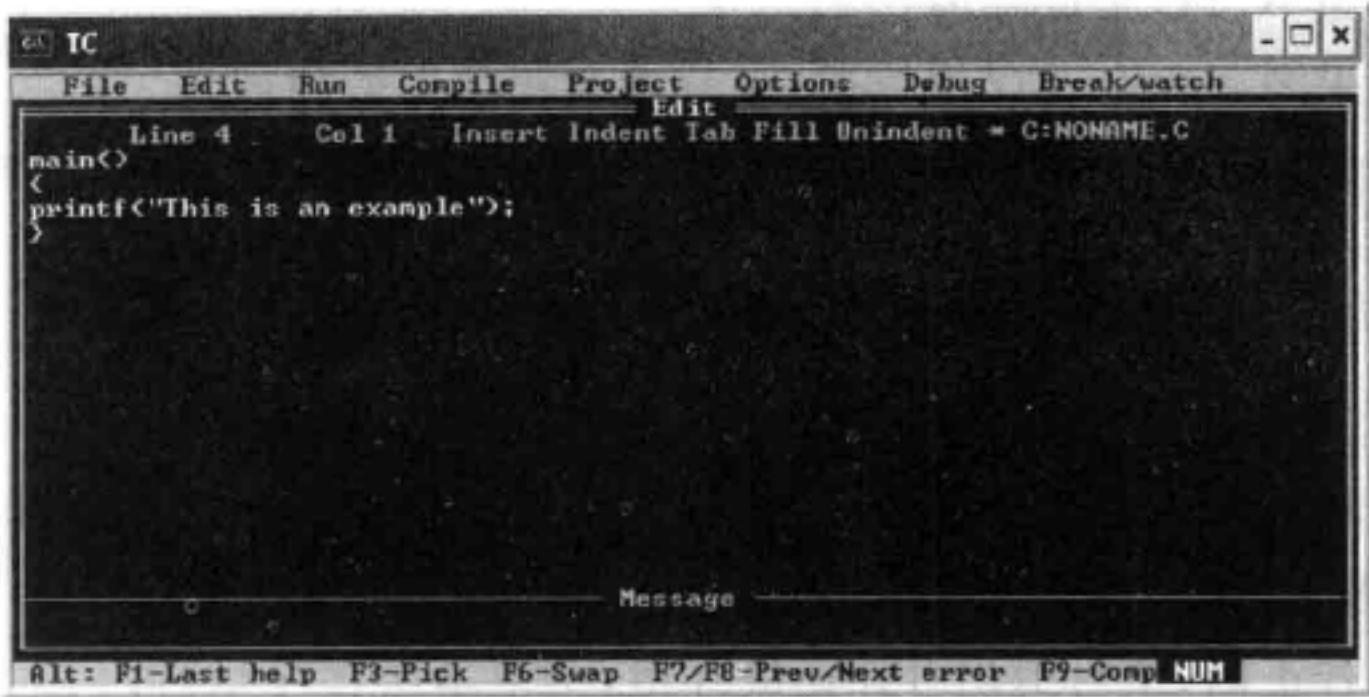 TC
File Edit Run Compile Project Options Debug Break/watch
Edit
Line 4 Col 1 Insert Indent Tab Fill Unindent * C:NONAME.C
main()
{
printf("This is an example");
}
Message
Alt: F1-Last help F3-Pick F6-Swap F7/F8-Prev/Next error F9-Comp NUM